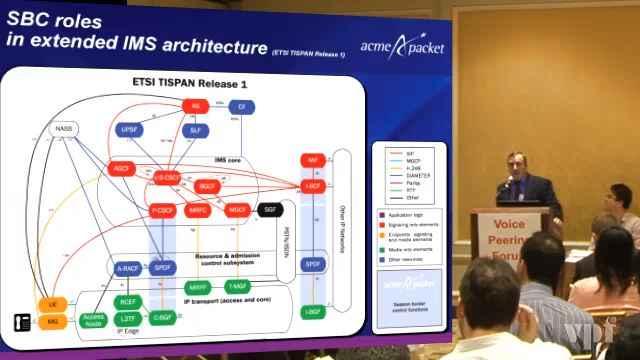 SBC roles
in extended IMS architecture (ETSI TISPAN Release 1)
acme packet
ETSI TISPAN Release 1
AS
CF
NASS
UPSF
SLF
IMS core
AGCF
I/S-CSCF
BGCF
IWF
I-BCF
P-CSCF
MRFC
MGCF
SGF
PSTN/ISDN
Other IP Networks
Resource & admission
control subsystem
A-RACF
SPDF
SPDF
MRFP
T-MGF
UE
MG
RCEF
IP transport (access and core)
Access
Node
L2TF
C-BGF
I-BGF
IP Edge
SIP
MGCP
H.248
DIAMETER
Parlay
RTP
Other
Application logic
Signaling only elements
Endpoints - signaling
and media elements
Media only elements
Other resources
acme packet
Session border
control functions
Voice
Peering
Forum
vpf